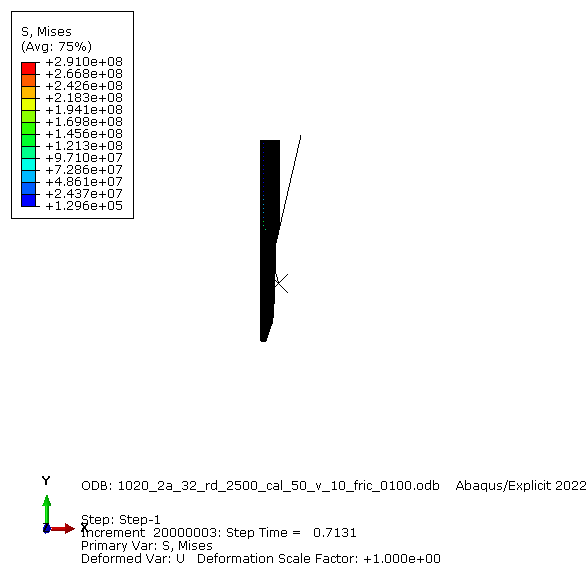 S, Mises
(Avg: 75%)
+2.910e+08
+2.668e+08
+2.426e+08
+2.183e+08
+1.941e+08
+1.698e+08
+1.456e+08
+1.213e+08
+9.710e+07
+7.286e+07
+4.861e+07
+2.437e+07
+1.296e+05
Y
Z X
ODB: 1020_2a_32_rd_2500_cal_50_v_10_fric_0100.odb Abaqus/Explicit 2022
Step: Step-1
Increment 20000003: Step Time = 0.7131
Primary Var: S, Mises
Deformed Var: U Deformation Scale Factor: +1.000e+00